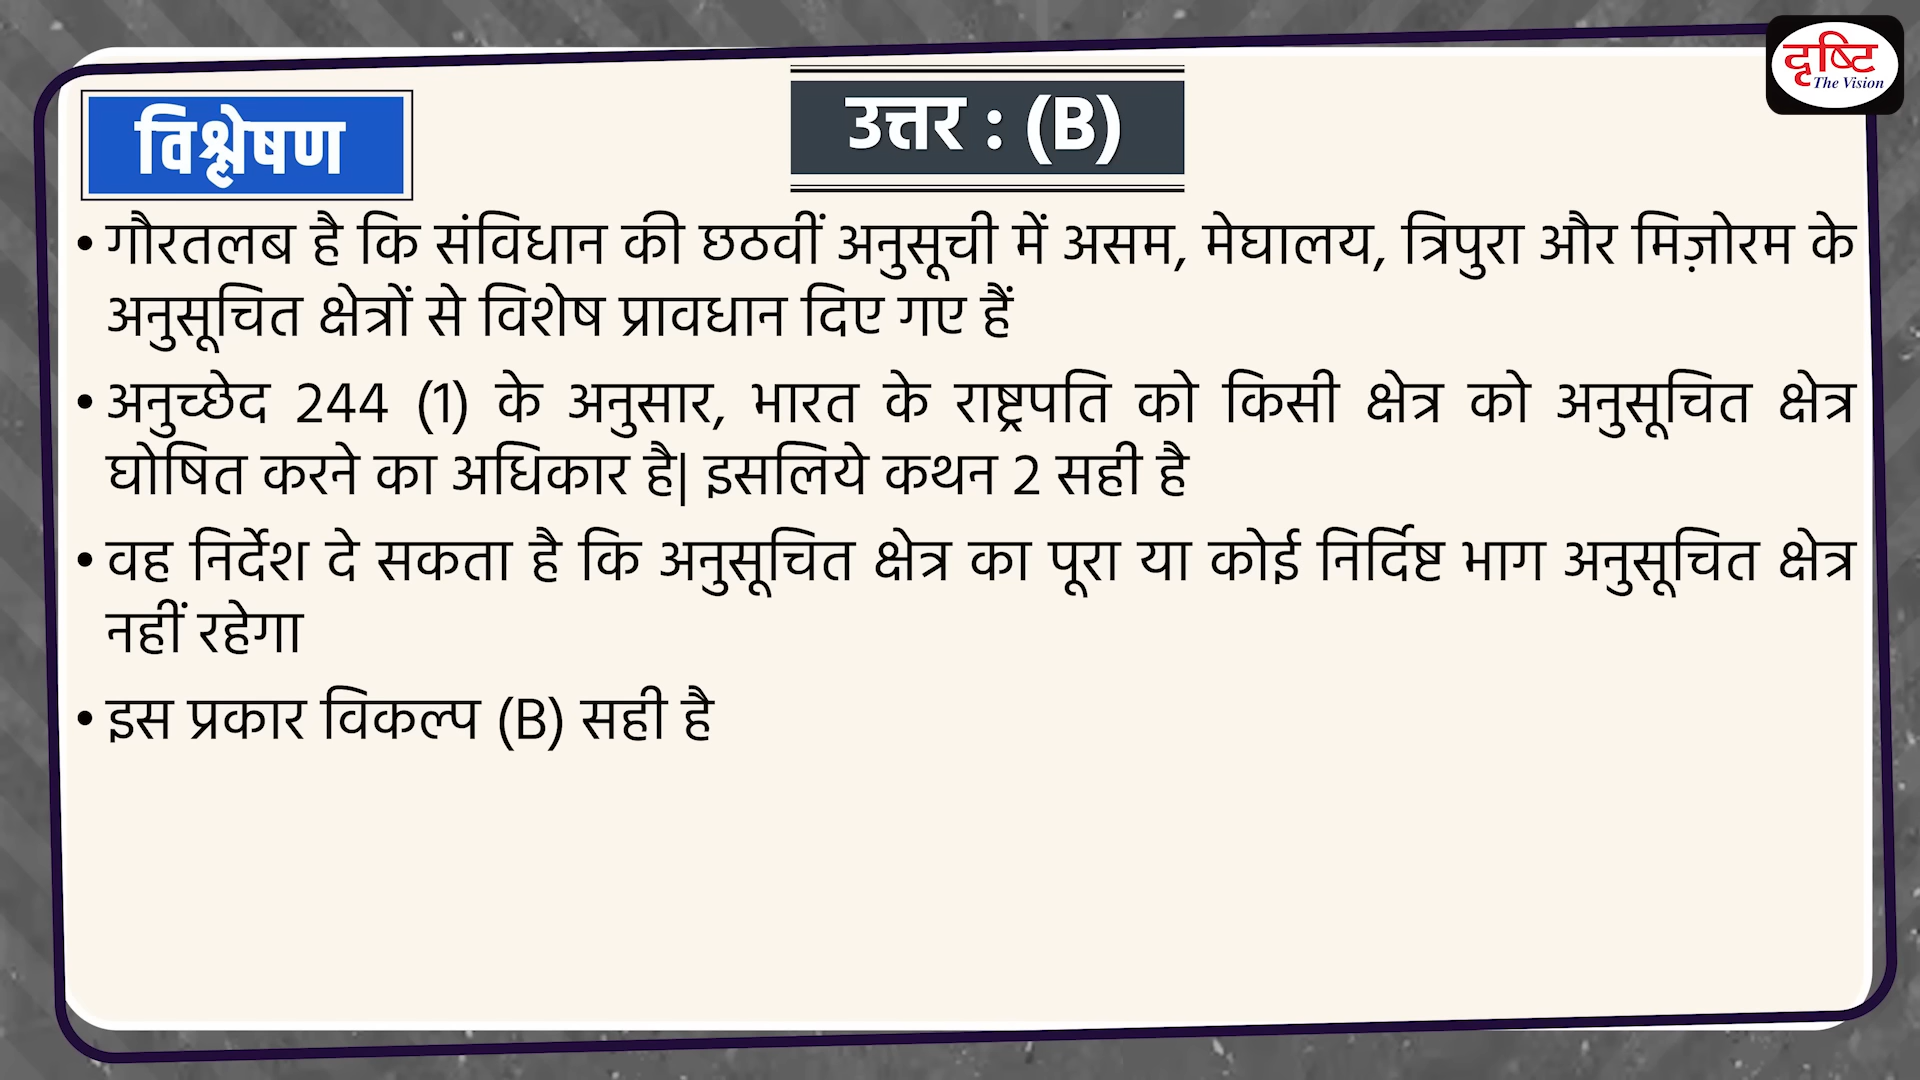 दृष्टि
The Vision
विश्लेषण
उत्तर : (B)
• गौरतलब है कि संविधान की छठवीं अनुसूची में असम, मेघालय, त्रिपुरा और मिज़ोरम के
अनुसूचित क्षेत्रों से विशेष प्रावधान दिए गए हैं
• अनुच्छेद 244 (1) के अनुसार, भारत के राष्ट्रपति को किसी क्षेत्र को अनुसूचित क्षेत्र
घोषित करने का अधिकार है| इसलिये कथन 2 सही है
• वह निर्देश दे सकता है कि अनुसूचित क्षेत्र का पूरा या कोई निर्दिष्ट भाग अनुसूचित क्षेत्र
नहीं रहेगा
• इस प्रकार विकल्प (B) सही है